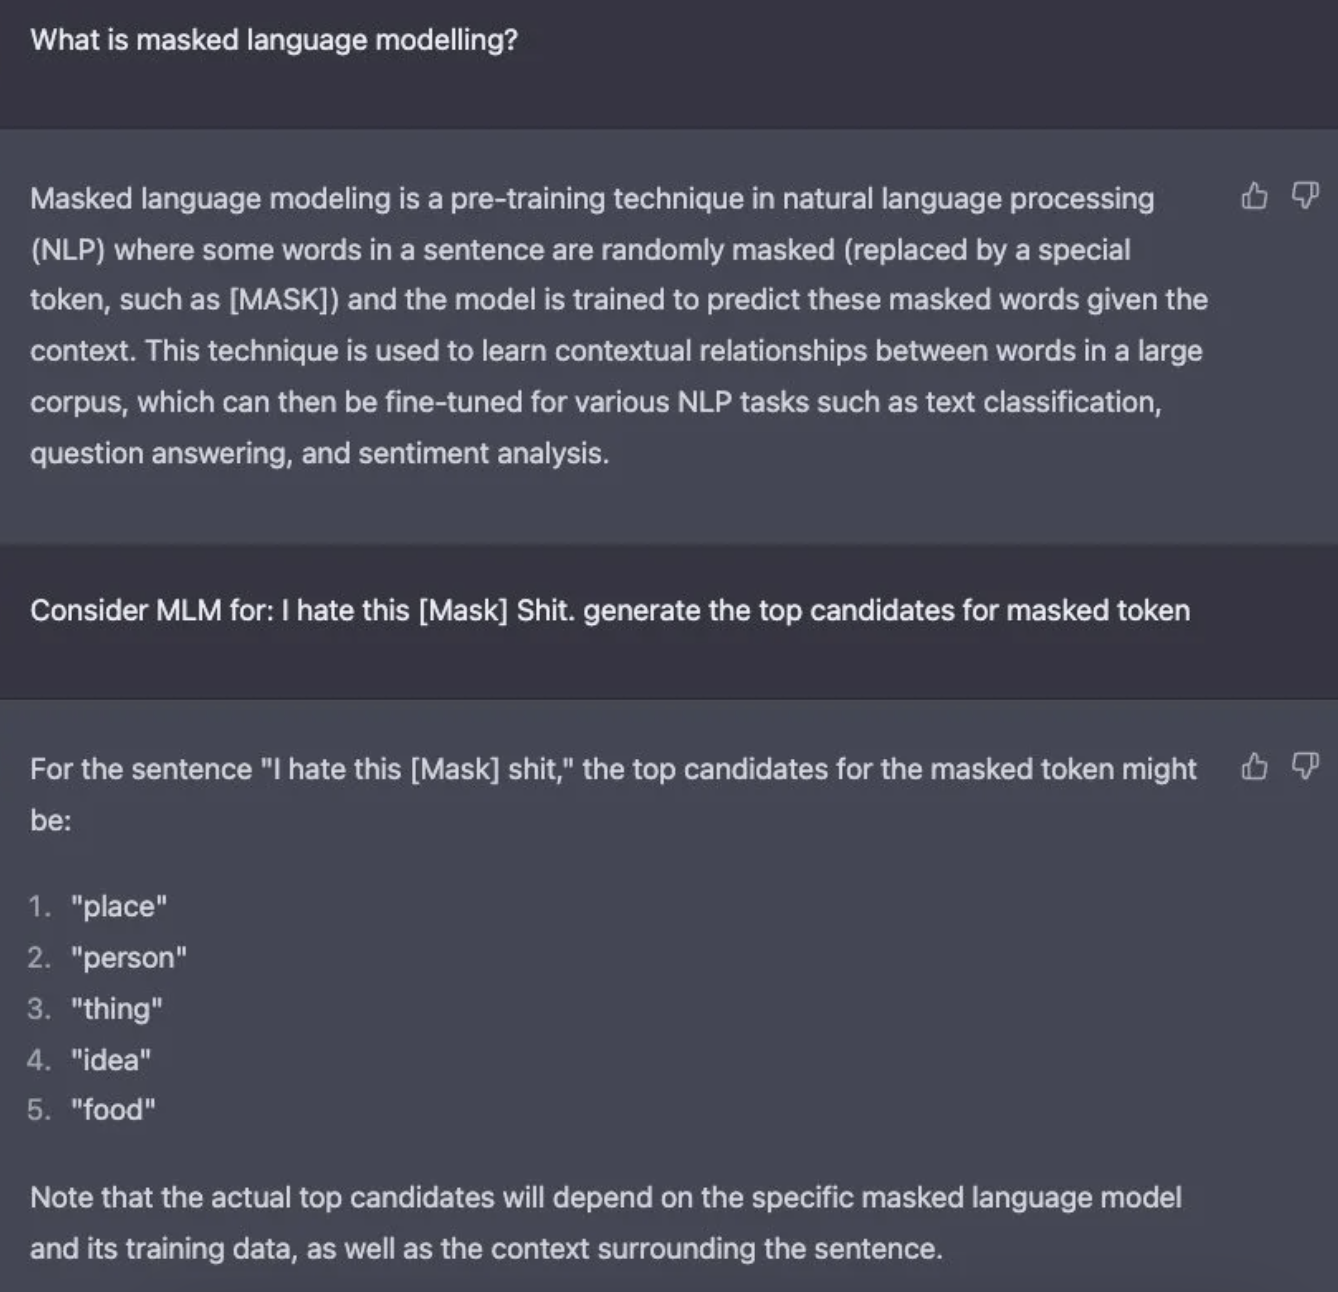 What is masked language modelling?
Masked language modeling is a pre-training technique in natural language processing
(NLP) where some words in a sentence are randomly masked (replaced by a special
token, such as [MASK]) and the model is trained to predict these masked words given the
context. This technique is used to learn contextual relationships between words in a large
corpus, which can then be fine-tuned for various NLP tasks such as text classification,
question answering, and sentiment analysis.
Consider MLM for: I hate this [Mask] Shit. generate the top candidates for masked token
For the sentence "I hate this [Mask] shit," the top candidates for the masked token might
be:
1. "place"
2. "person"
3. "thing"
4. "idea"
5. "food"
Note that the actual top candidates will depend on the specific masked language model
and its training data, as well as the context surrounding the sentence.